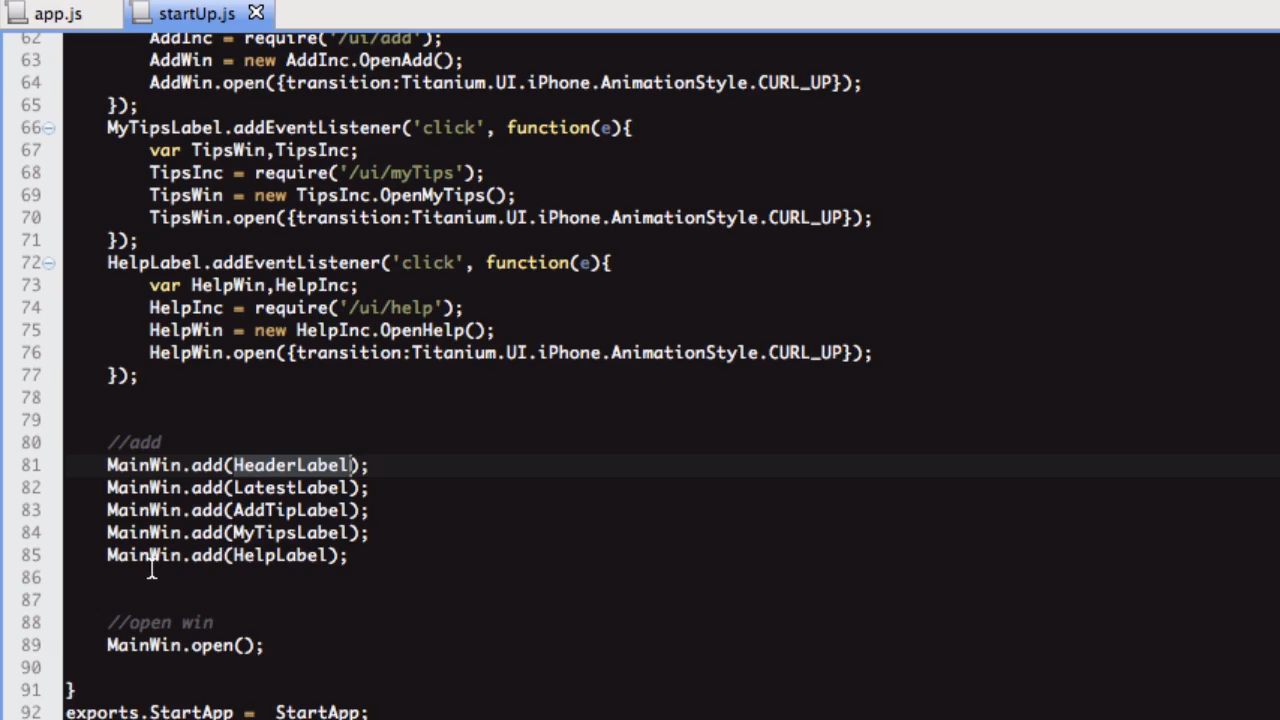 app.js startUp.js
62 AddInc = require('/ui/add');
63 AddWin = new AddInc.OpenAdd();
64 AddWin.open({transition:Titanium.UI.iPhone.AnimationStyle.CURL_UP});
65 });
66 MyTipsLabel.addEventListener('click', function(e){
67 var TipsWin,TipsInc;
68 TipsInc = require('/ui/myTips');
69 TipsWin = new TipsInc.OpenMyTips();
70 TipsWin.open({transition:Titanium.UI.iPhone.AnimationStyle.CURL_UP});
71 });
72 HelpLabel.addEventListener('click', function(e){
73 var HelpWin,HelpInc;
74 HelpInc = require('/ui/help');
75 HelpWin = new HelpInc.OpenHelp();
76 HelpWin.open({transition:Titanium.UI.iPhone.AnimationStyle.CURL_UP});
77 });
78
79
80 //add
81 MainWin.add(HeaderLabel);
82 MainWin.add(LatestLabel);
83 MainWin.add(AddTipLabel);
84 MainWin.add(MyTipsLabel);
85 MainWin.add(HelpLabel);
86
87
88 //open win
89 MainWin.open();
90
91 }
92 exports.StartApp = StartApp;